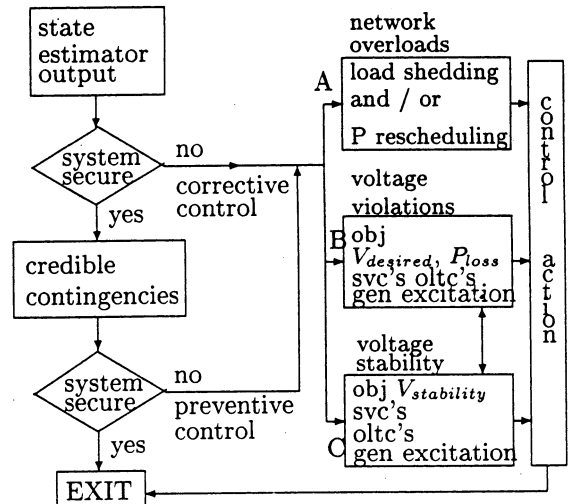 state
estimator
output
system
secure
no
corrective
control
yes
credible
contingencies
system
secure
no
preventive
control
yes
EXIT
network
overloads
A
load shedding
and / or
P rescheduling
voltage
violations
B
obj
V_desired, P_loss
svc's oltc's
gen excitation
voltage
stability
C
obj V_stability
svc's
oltc's
gen excitation
control
action